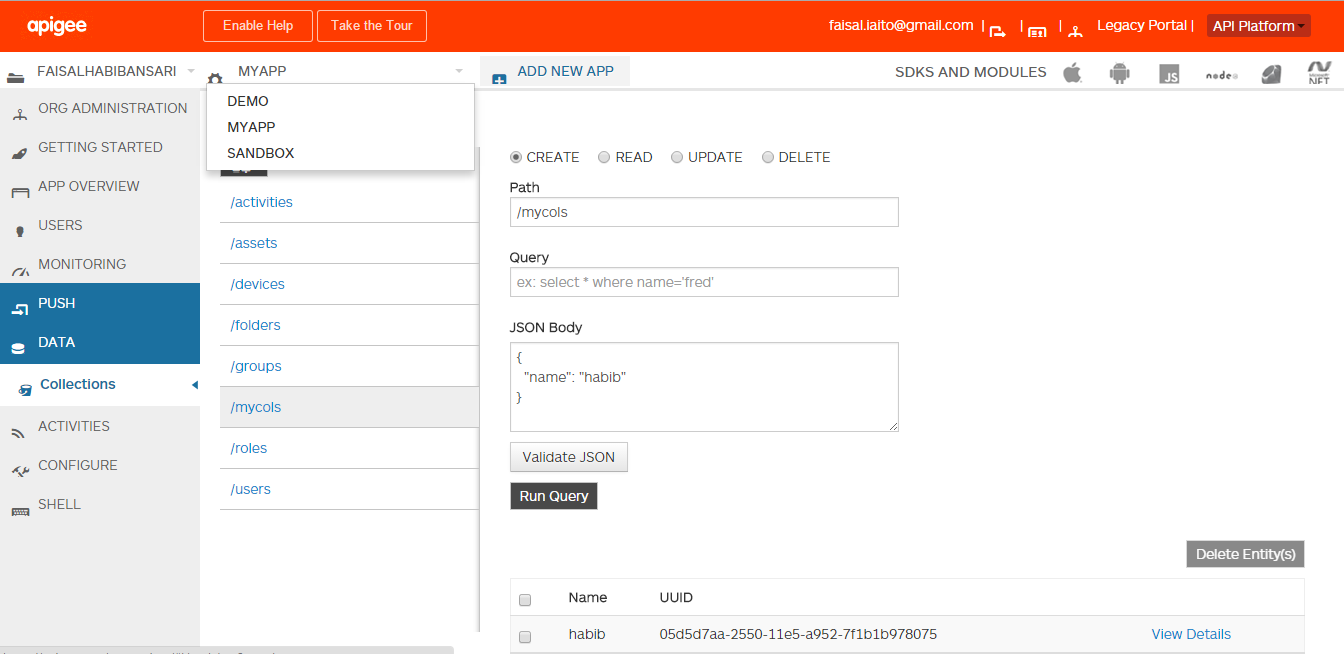 apigee
Enable Help
Take the Tour
faisal.iaito@gmail.com | | | Legacy Portal | API Platform
FAISALHABIBANSARI
MYAPP
ADD NEW APP
SDKS AND MODULES
JS
node
NET
DEMO
MYAPP
SANDBOX
ORG ADMINISTRATION
GETTING STARTED
APP OVERVIEW
USERS
MONITORING
PUSH
DATA
Collections
ACTIVITIES
CONFIGURE
SHELL
/activities
/assets
/devices
/folders
/groups
/mycols
/roles
/users
CREATE READ UPDATE DELETE
Path
/mycols
Query
ex: select * where name='fred'
JSON Body
{
"name": "habib"
}
Validate JSON
Run Query
Delete Entity(s)
Name UUID
habib 05d5d7aa-2550-11e5-a952-7f1b1b978075 View Details